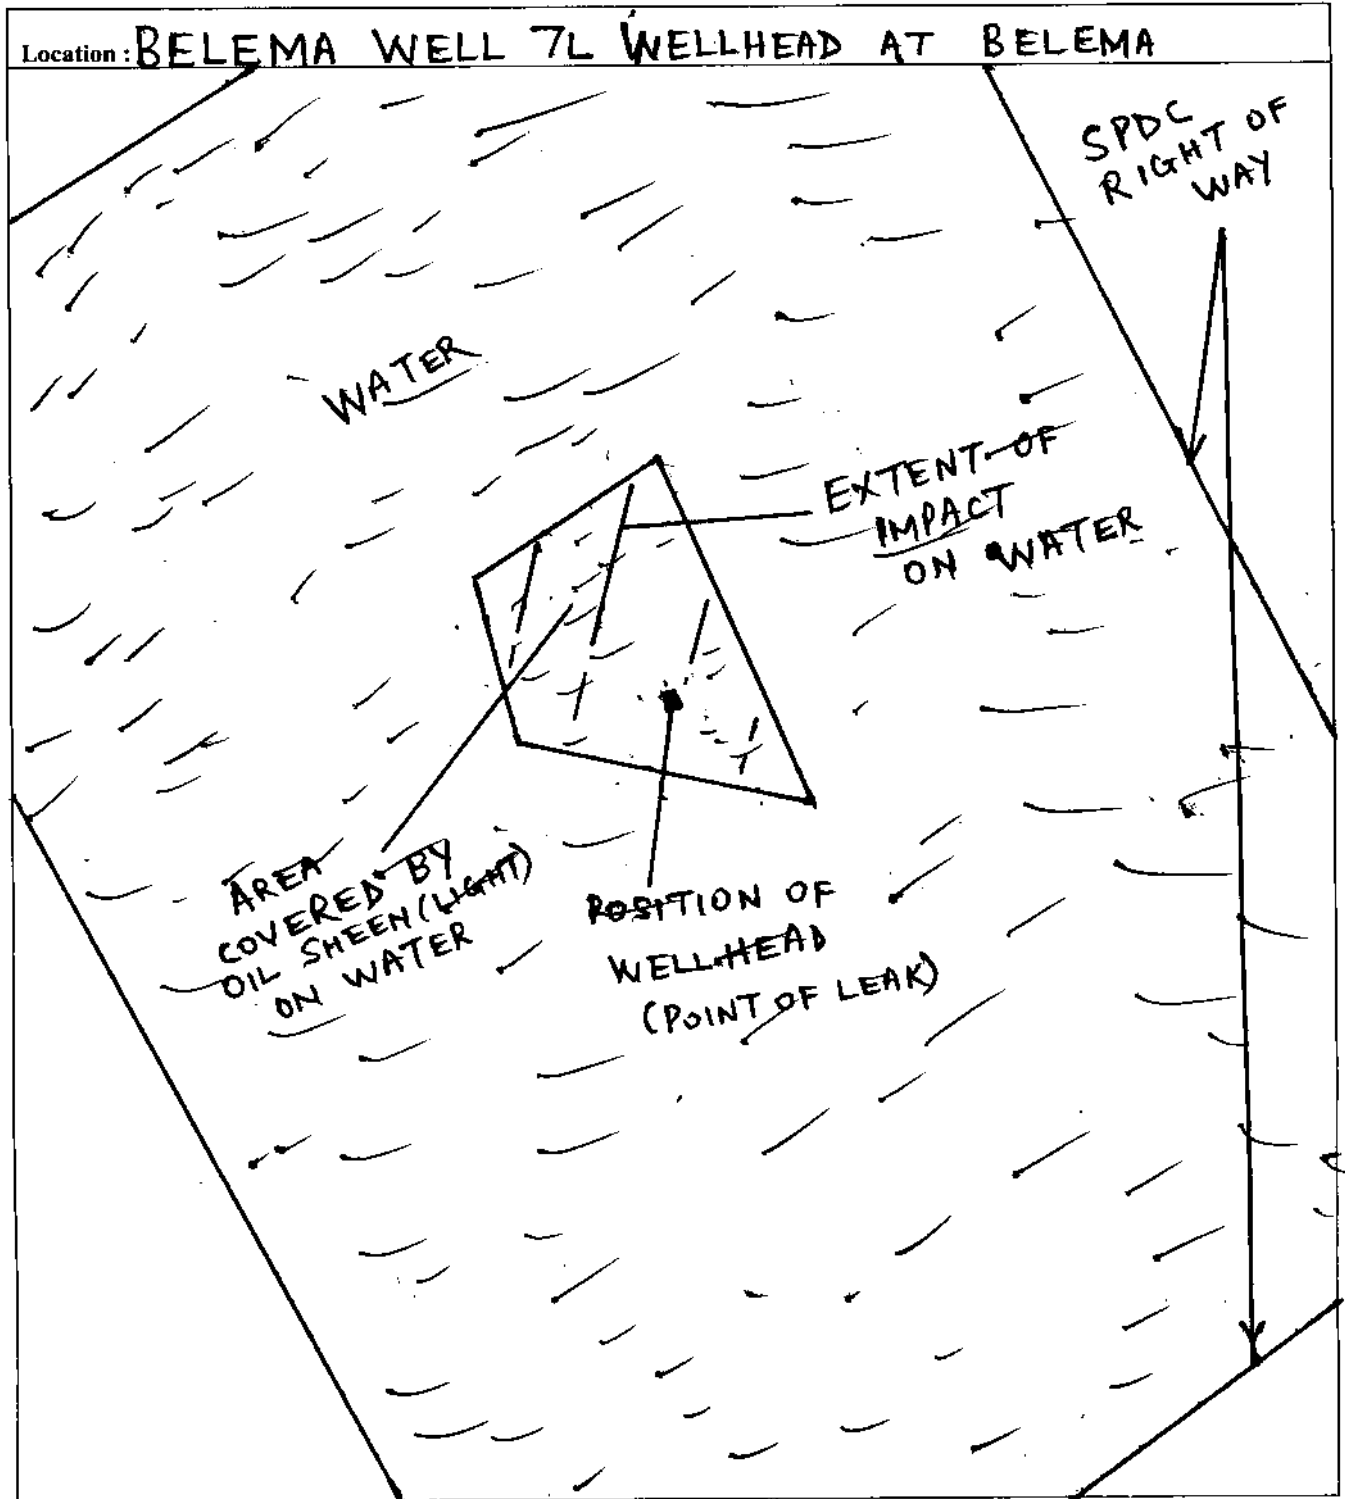 Location : BELEMA WELL 7L WELLHEAD AT BELEMA
SPDC
RIGHT OF
WAY
WATER
EXTENT OF
IMPACT
ON WATER
AREA
COVERED BY
OIL SHEEN (LIGHT)
ON WATER
POSITION OF
WELLHEAD
(POINT OF LEAK)